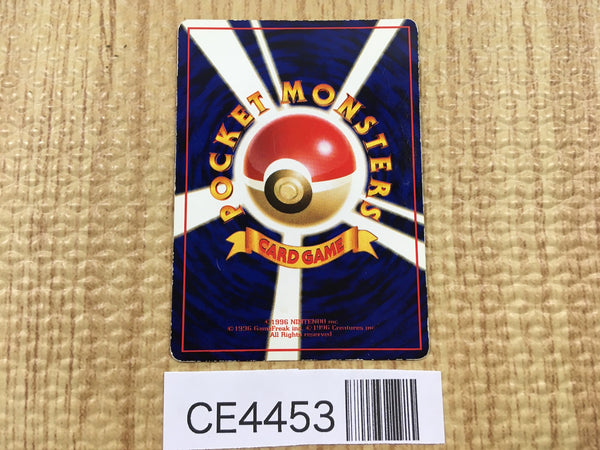 POCKET MONSTERS
CARD GAME
©1996 NINTENDO inc.
©1996 GameFreak inc. ©1996 Creatures inc.
All Rights reserved
CE4453